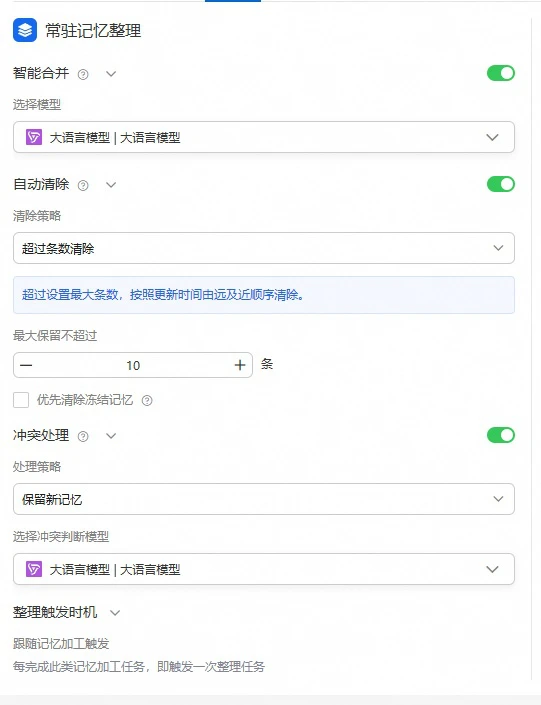 常驻记忆整理
智能合并
选择模型
大语言模型 | 大语言模型
自动清除
清除策略
超过条数清除
超过设置最大条数，按照更新时间由远及近顺序清除。
最大保留不超过
10 条
优先清除冻结记忆
冲突处理
处理策略
保留新记忆
选择冲突判断模型
大语言模型 | 大语言模型
整理触发时机
跟随记忆加工触发
每完成此类记忆加工任务，即触发一次整理任务